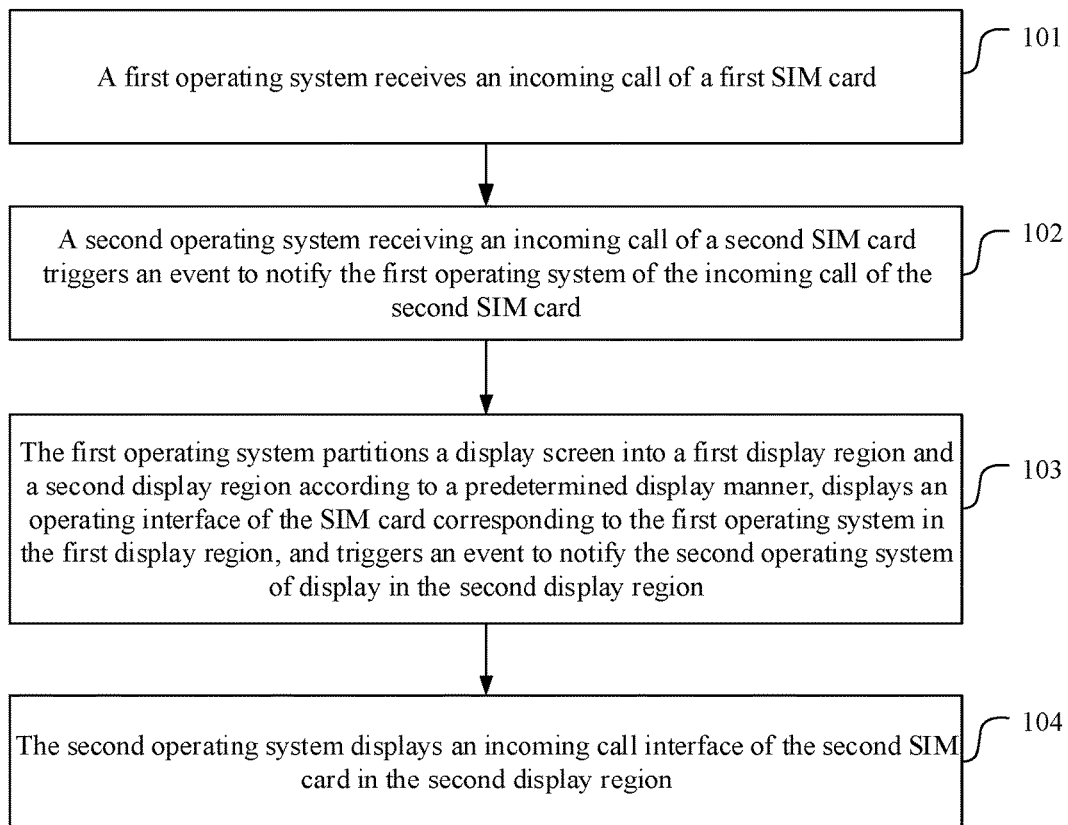 A first operating system receives an incoming call of a first SIM card
101
A second operating system receiving an incoming call of a second SIM card
triggers an event to notify the first operating system of the incoming call of the
second SIM card
102
The first operating system partitions a display screen into a first display region and
a second display region according to a predetermined display manner, displays an
operating interface of the SIM card corresponding to the first operating system in
the first display region, and triggers an event to notify the second operating system
of display in the second display region
103
The second operating system displays an incoming call interface of the second SIM
card in the second display region
104